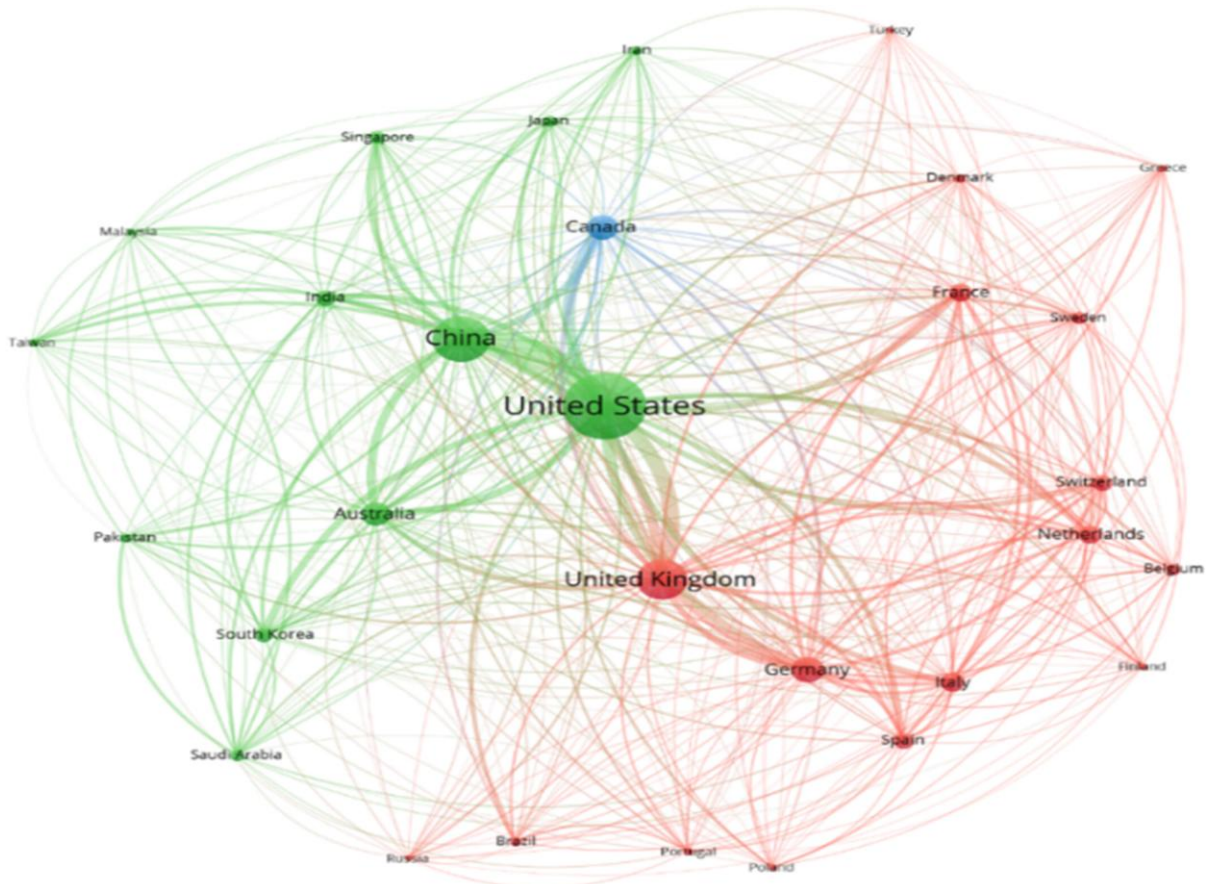 Turkey
Iran
Japan
Singapore
Greece
Denmark
Canada
Malaysia
France
India
Sweden
China
Taiwan
United States
Switzerland
Australia
Netherlands
Pakistan
Belgium
United Kingdom
South Korea
Finland
Germany
Italy
Spain
Saudi Arabia
Brazil
Portugal
Russia
Poland